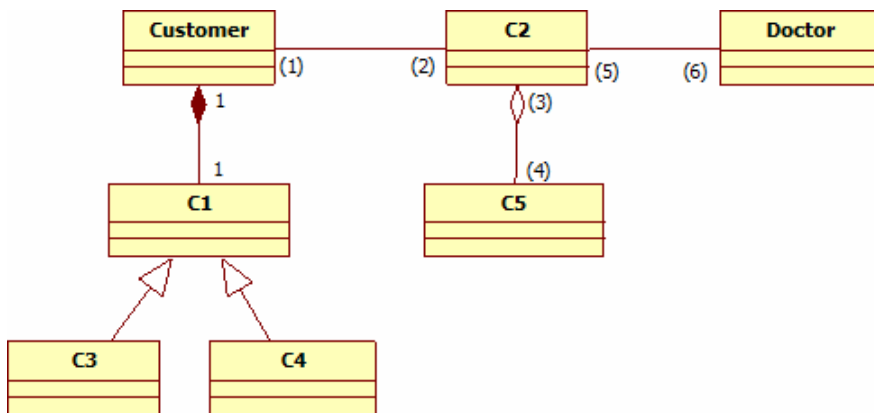 Customer
C2
Doctor
(1)
(2)
(5)
(6)
1
(3)
1
(4)
C1
C5
C3
C4